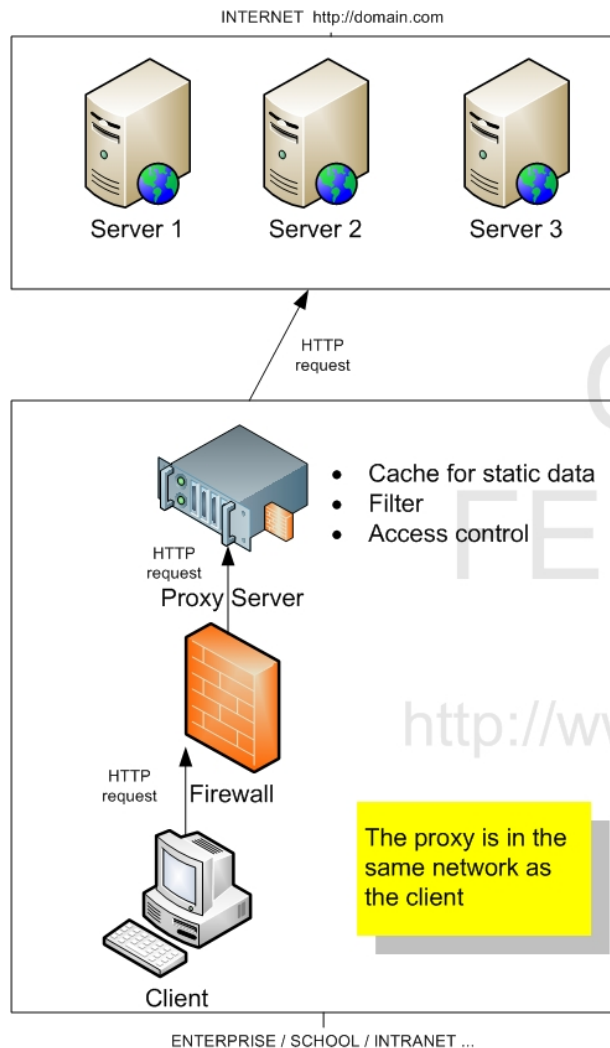 INTERNET http://domain.com
Server 1
Server 2
Server 3
HTTP
request
• Cache for static data
• Filter
• Access control
HTTP
request
Proxy Server
HTTP
request
Firewall
The proxy is in the
same network as
the client
Client
ENTERPRISE / SCHOOL / INTRANET ...